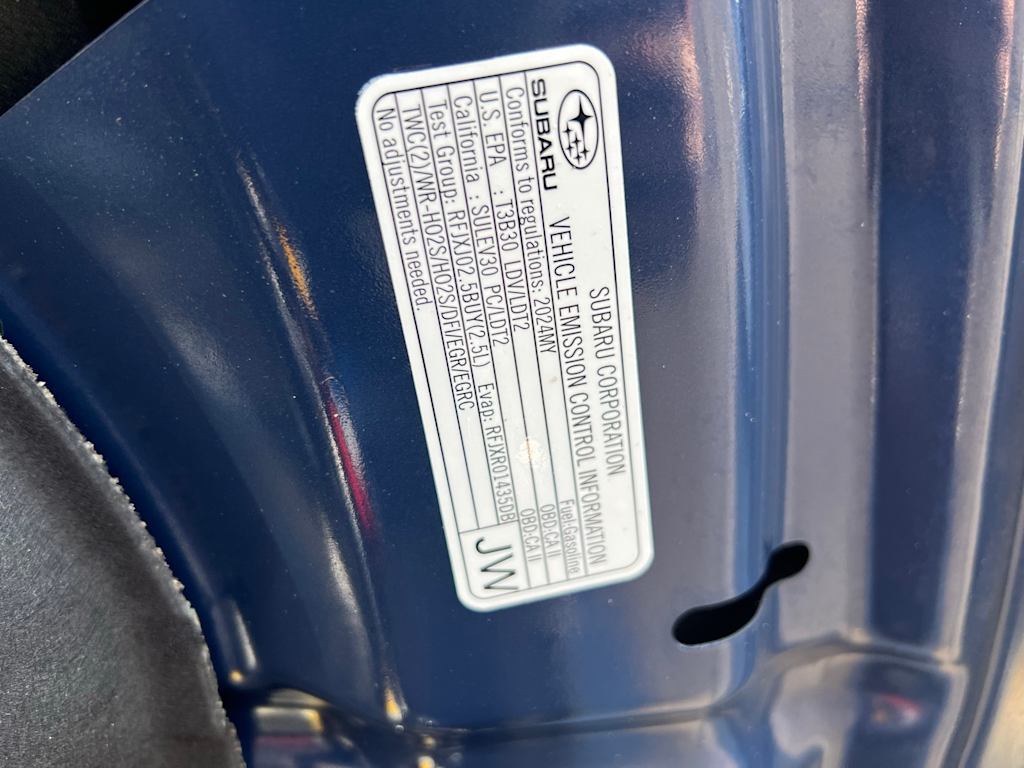 SUBARU CORPORATION
SUBARU VEHICLE EMISSION CONTROL INFORMATION
Conforms to regulations: 2024MY Fuel:Gasoline
U.S. EPA : T3B30 LDV/LDT2 OBD:CA II
California : SULEV30 PC/LDT2 OBD:CA II
Test Group: RFJXJ02.5BUY(2.5L) Evap: RFJXR01435DB
TWC(2)/WR-HO2S/HO2S/DFI/EGR/EGRC JW
No adjustments needed.